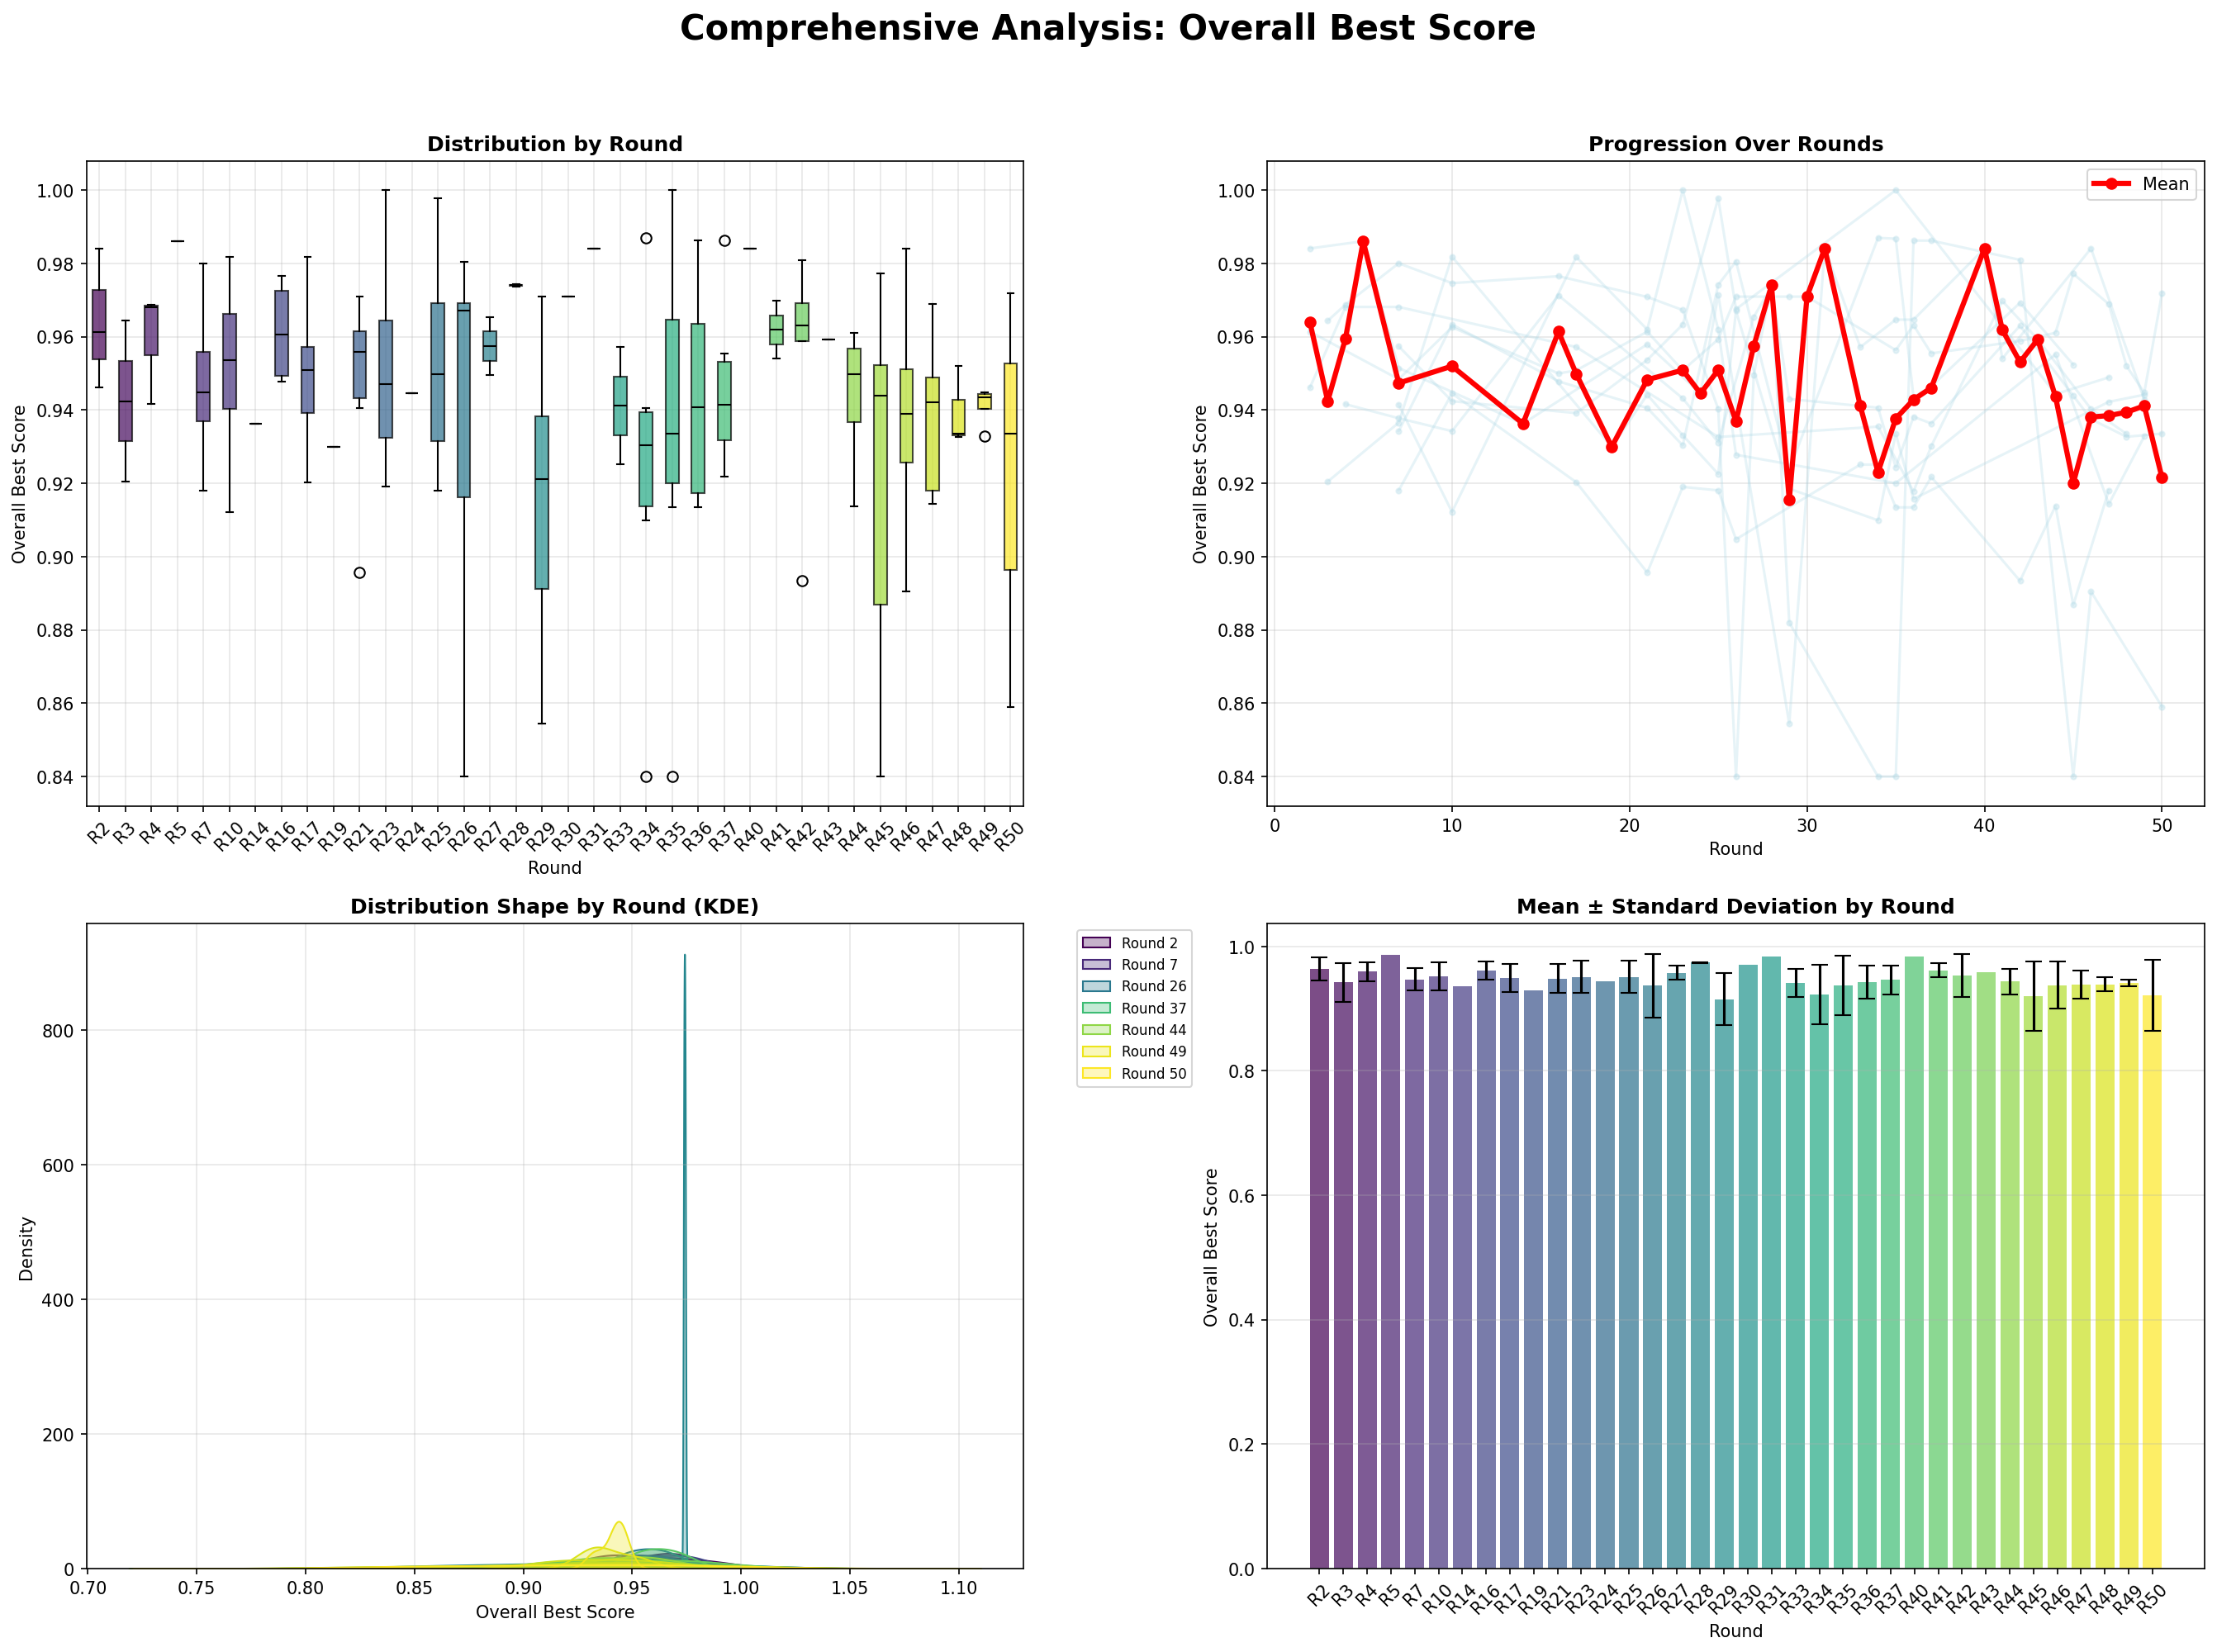 Comprehensive Analysis: Overall Best Score
Distribution by Round
Overall Best Score
1.00
0.98
0.96
0.94
0.92
0.90
0.88
0.86
0.84
R2 R3 R4 R5 R7 R10 R14 R16 R17 R19 R21 R23 R24 R25 R26 R27 R28 R29 R30 R31 R33 R34 R35 R36 R37 R40 R41 R42 R43 R44 R45 R46 R47 R48 R49 R50
Round
Progression Over Rounds
Mean
Overall Best Score
1.00
0.98
0.96
0.94
0.92
0.90
0.88
0.86
0.84
0 10 20 30 40 50
Round
Distribution Shape by Round (KDE)
Density
800
600
400
200
0
0.70 0.75 0.80 0.85 0.90 0.95 1.00 1.05 1.10
Overall Best Score
Round 2
Round 7
Round 26
Round 37
Round 44
Round 49
Round 50
Mean ± Standard Deviation by Round
Overall Best Score
1.0
0.8
0.6
0.4
0.2
0.0
R2 R3 R4 R5 R7 R10 R14 R16 R17 R19 R21 R23 R24 R25 R26 R27 R28 R29 R30 R31 R33 R34 R35 R36 R37 R40 R41 R42 R43 R44 R45 R46 R47 R48 R49 R50
Round